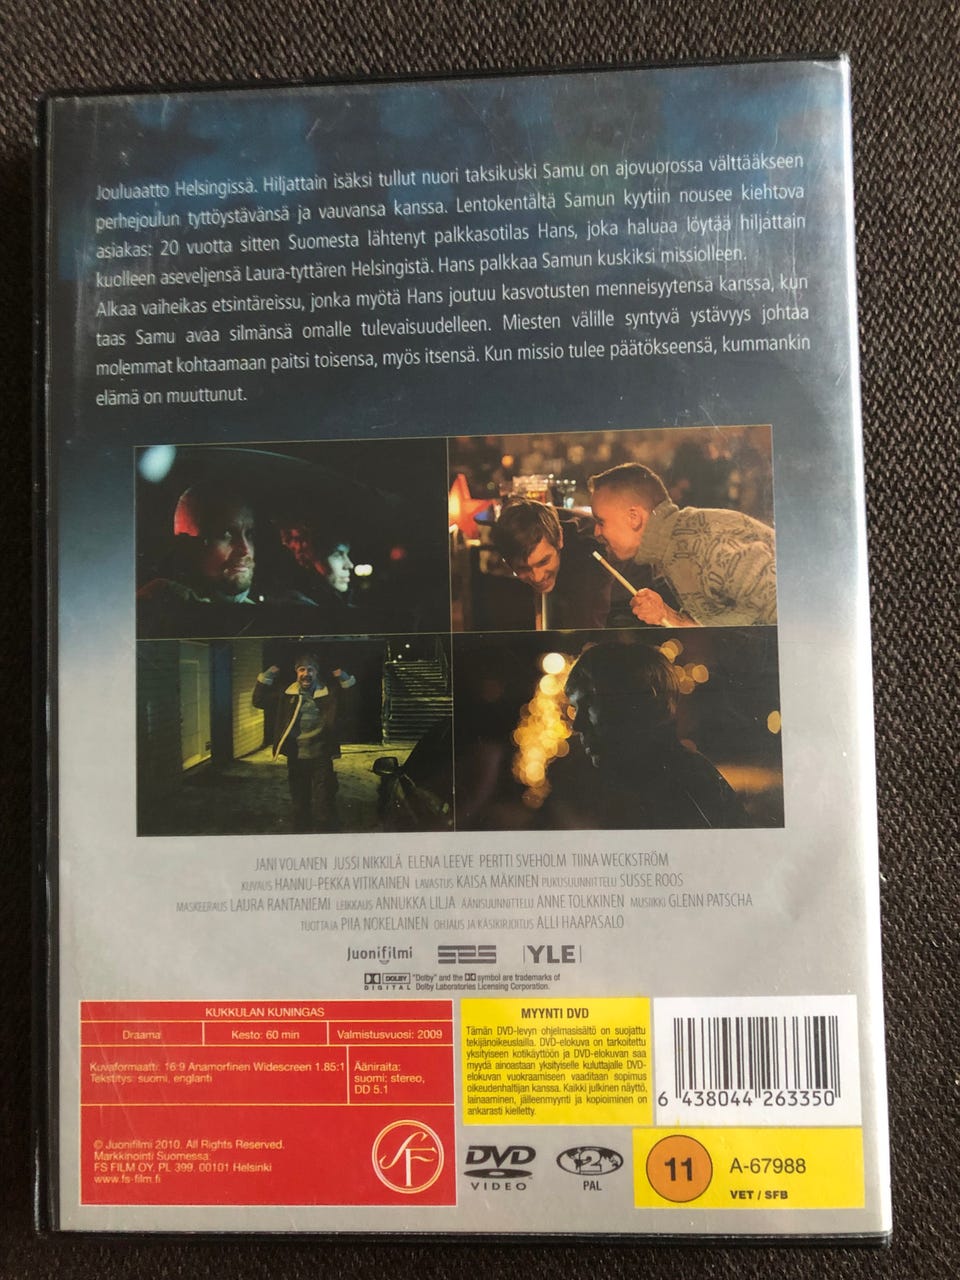 Jouluaatto Helsingissä. Hiljattain isäksi tullut nuori taksikuski Samu on ajovuorossa välttääkseen
perhejoulun tyttöystävänsä ja vauvansa kanssa. Lentokentältä Samun kyytiin nousee kiehtova
asiakas: 20 vuotta sitten Suomesta lähtenyt palkkasotilas Hans, joka haluaa löytää hiljattain
kuolleen aseveljensä Laura-tyttären Helsingistä. Hans palkkaa Samun kuskiksi missiolleen.
Alkaa vaiheikas etsintäreissu, jonka myötä Hans joutuu kasvotusten menneisyytensä kanssa, kun
taas Samu avaa silmänsä omalle tulevaisuudelleen. Miesten välille syntyvä ystävyys johtaa
molemmat kohtaamaan paitsi toisensa, myös itsensä. Kun missio tulee päätökseensä, kummankin
elämä on muuttunut.
JANI VOLANEN JUSSI NIKKILÄ ELENA LEEVE PERTTI SVEHOLM TIINA WECKSTRÖM
KUVAUS HANNU-PEKKA VITIKAINEN LAVASTUS KAISA MÄKINEN PUKUSUUNNITTELU SUSSE ROOS
MASKEERAUS LAURA RANTANIEMI LEIKKAUS ANNUKKA LILJA ÄÄNISUUNNITTELU ANNE TOLKKINEN MUSIIKKI GLENN PATSCHA
TUOTTAJA PIIA NOKELAINEN OHJAUS JA KÄSIKIRJOITUS ALLI HAAPASALO
Juonifilmi SES YLE
DOLBY DIGITAL "Dolby" and the DD symbol are trademarks of
Dolby Laboratories Licensing Corporation.
KUKKULAN KUNINGAS
Draama Kesto: 60 min Valmistusvuosi: 2009
Kuvaformaatti: 16:9 Anamorfinen Widescreen 1.85:1
Tekstitys: suomi, englanti
Ääniraita:
suomi: stereo,
DD 5.1
© Juonifilmi 2010. All Rights Reserved.
Markkinointi Suomessa:
FS FILM OY. PL 399. 00101 Helsinki
www.fs-film.fi
SF
MYYNTI DVD
Tämän DVD-levyn ohjelmasisältö on suojattu
tekijänoikeuslailla. DVD-elokuva on tarkoitettu
yksityiseen kotikäyttöön ja DVD-elokuvan saa
myydä ainoastaan yksityiselle kuluttajalle DVD-
elokuvan vuokraamiseen vaaditaan sopimus
oikeudenhaltijan kanssa. Kaikki julkinen näyttö,
lainaaminen, jälleenmyynti ja kopioiminen on
ankarasti kielletty.
6 438044 263350
DVD
VIDEO
2
PAL
11
A-67988
VET / SFB